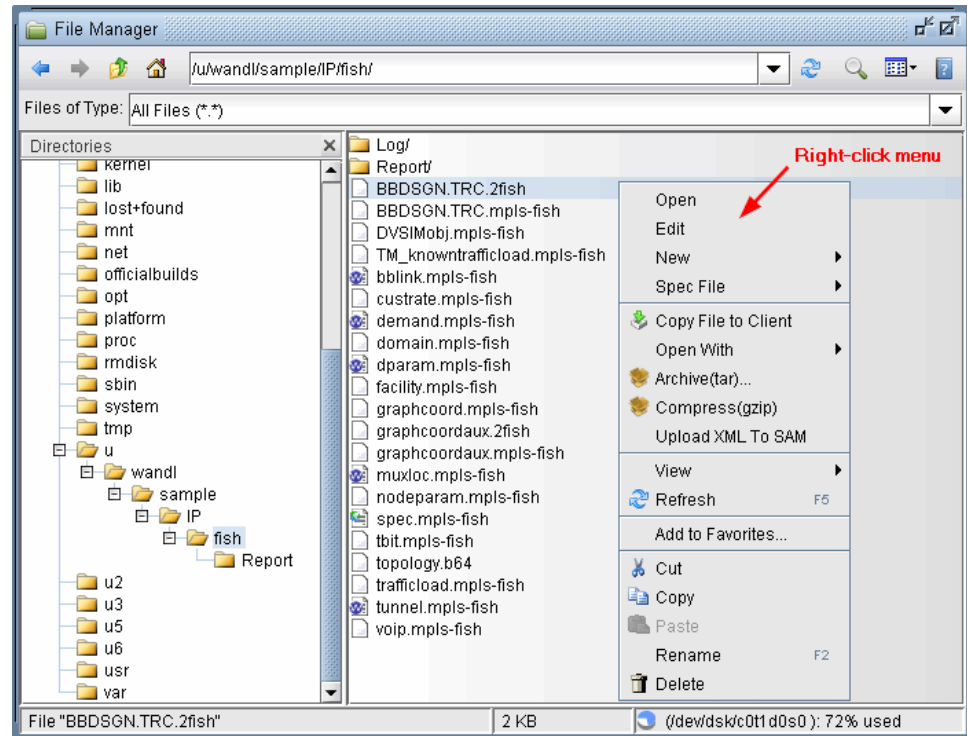 File Manager
/u/wandl/sample/IP/fish/
Files of Type: All Files (*.*)
Directories
kernel
lib
lost+found
mnt
net
officialbuilds
opt
platform
proc
rmdisk
sbin
system
tmp
u
wandl
sample
IP
fish
Report
u2
u3
u5
u6
usr
var
Log/
Report/
BBDSGN.TRC.2fish
BBDSGN.TRC.mpls-fish
DVSIMobj.mpls-fish
TM_knowntrafficload.mpls-fish
bblink.mpls-fish
custrate.mpls-fish
demand.mpls-fish
domain.mpls-fish
dparam.mpls-fish
facility.mpls-fish
graphcoord.mpls-fish
graphcoordaux.2fish
graphcoordaux.mpls-fish
muxloc.mpls-fish
nodeparam.mpls-fish
spec.mpls-fish
tbit.mpls-fish
topology.b64
trafficload.mpls-fish
tunnel.mpls-fish
voip.mpls-fish
Right-click menu
Open
Edit
New
Spec File
Copy File to Client
Open With
Archive(tar)...
Compress(gzip)
Upload XML To SAM
View
Refresh F5
Add to Favorites...
Cut
Copy
Paste
Rename F2
Delete
File "BBDSGN.TRC.2fish"
2 KB
(/dev/dsk/c0t1d0s0 ): 72% used